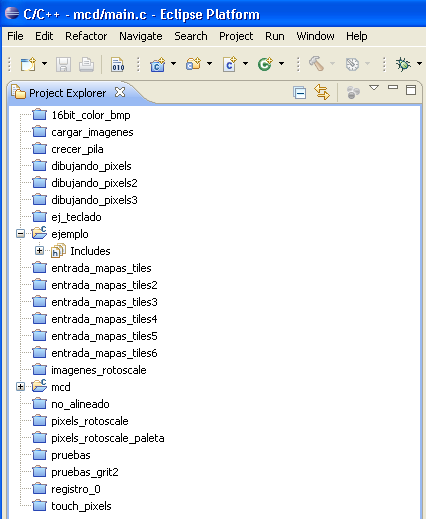 C/C++ - mcd/main.c - Eclipse Platform
File Edit Refactor Navigate Search Project Run Window Help
010
Project Explorer
16bit_color_bmp
cargar_imagenes
crecer_pila
dibujando_pixels
dibujando_pixels2
dibujando_pixels3
ej_teclado
ejemplo
Includes
entrada_mapas_tiles
entrada_mapas_tiles2
entrada_mapas_tiles3
entrada_mapas_tiles4
entrada_mapas_tiles5
entrada_mapas_tiles6
imagenes_rotoscale
mcd
no_alineado
pixels_rotoscale
pixels_rotoscale_paleta
pruebas
pruebas_grit2
registro_0
touch_pixels